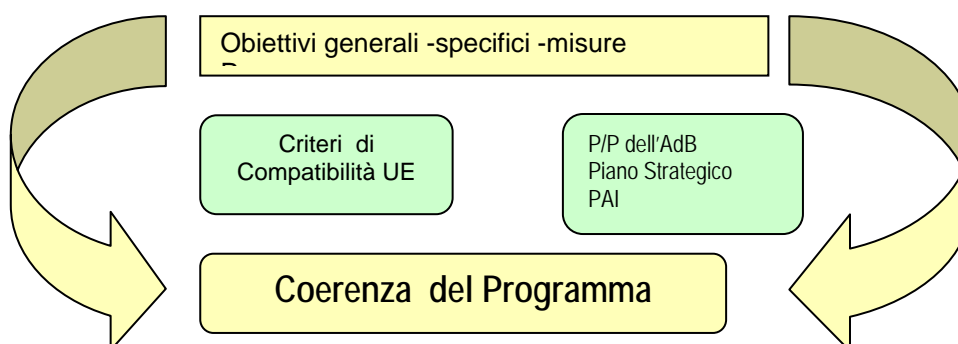 Obiettivi generali -specifici -misure
Criteri di
Compatibilità UE
P/P dell'AdB
Piano Strategico
PAI
Coerenza del Programma